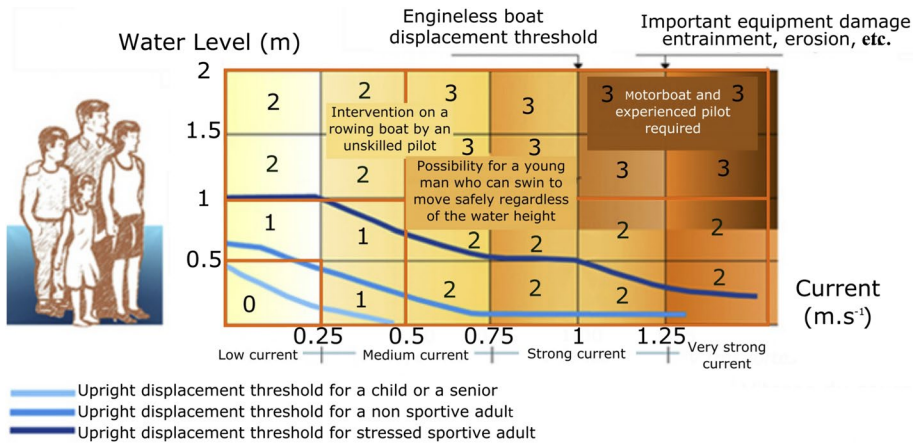 Engineless boat
displacement threshold
Important equipment damage
entrainment, erosion, etc.
Water Level (m)
2
2 2 3 3 3 3
Intervention on a
rowing boat by an
unskilled pilot
Motorboat and
experienced pilot
required
1.5
2 2 3 3 3 3
Possibility for a young
man who can swin to
move safely regardless
of the water height
1
1 1 2 2 2 2
0.5
0 1 2 2 2 2
Current
(m.s⁻¹)
0.25 0.5 0.75 1 1.25
Low current Medium current Strong current Very strong
current
Upright displacement threshold for a child or a senior
Upright displacement threshold for a non sportive adult
Upright displacement threshold for stressed sportive adult